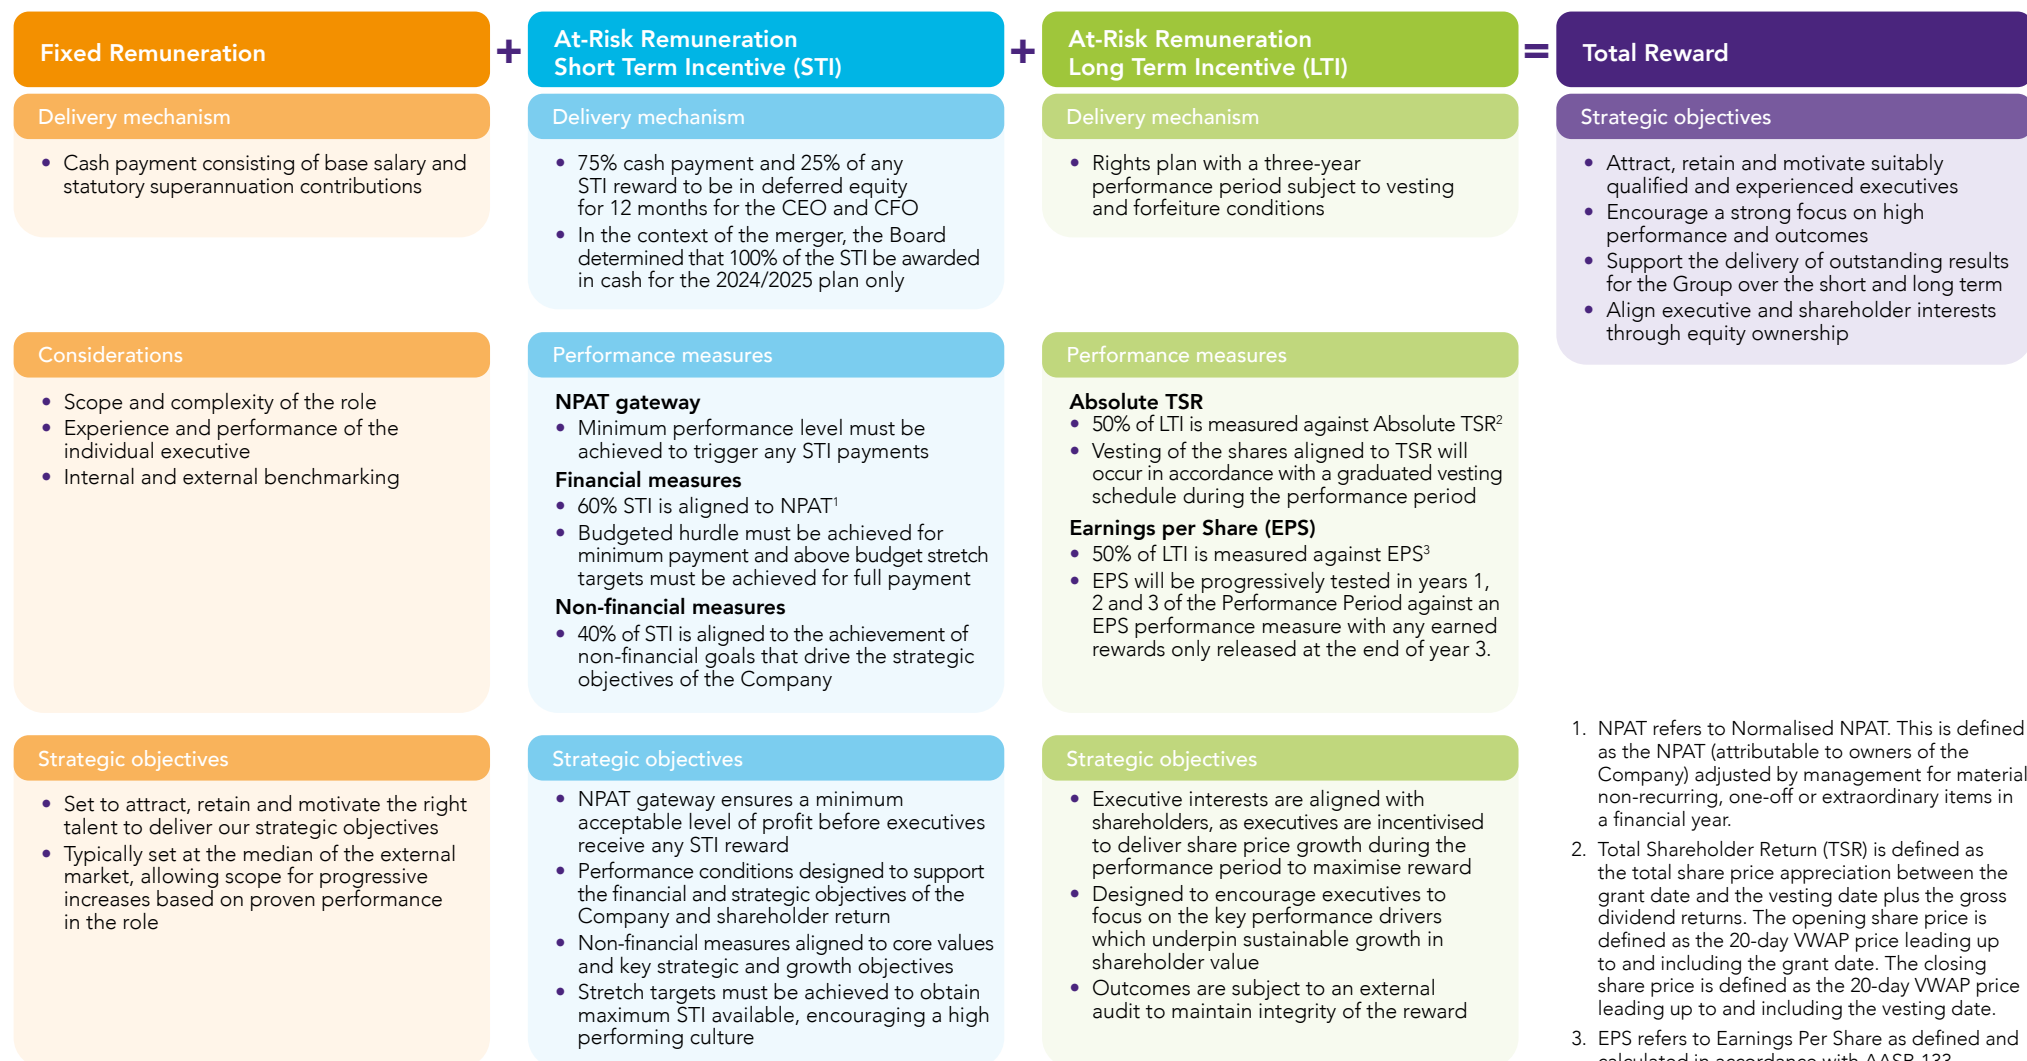 Fixed Remuneration
+
At-Risk Remuneration
Short Term Incentive (STI)
+
At-Risk Remuneration
Long Term Incentive (LTI)
=
Total Reward
Delivery mechanism
• Cash payment consisting of base salary and
statutory superannuation contributions
Considerations
• Scope and complexity of the role
• Experience and performance of the
individual executive
• Internal and external benchmarking
Strategic objectives
• Set to attract, retain and motivate the right
talent to deliver our strategic objectives
• Typically set at the median of the external
market, allowing scope for progressive
increases based on proven performance
in the role
Delivery mechanism
• 75% cash payment and 25% of any
STI reward to be in deferred equity
for 12 months for the CEO and CFO
• In the context of the merger, the Board
determined that 100% of the STI be awarded
in cash for the 2024/2025 plan only
Performance measures
NPAT gateway
• Minimum performance level must be
achieved to trigger any STI payments
Financial measures
• 60% STI is aligned to NPAT¹
• Budgeted hurdle must be achieved for
minimum payment and above budget stretch
targets must be achieved for full payment
Non-financial measures
• 40% of STI is aligned to the achievement of
non-financial goals that drive the strategic
objectives of the Company
Strategic objectives
• NPAT gateway ensures a minimum
acceptable level of profit before executives
receive any STI reward
• Performance conditions designed to support
the financial and strategic objectives of the
Company and shareholder return
• Non-financial measures aligned to core values
and key strategic and growth objectives
• Stretch targets must be achieved to obtain
maximum STI available, encouraging a high
performing culture
Delivery mechanism
• Rights plan with a three-year
performance period subject to vesting
and forfeiture conditions
Performance measures
Absolute TSR
• 50% of LTI is measured against Absolute TSR²
• Vesting of the shares aligned to TSR will
occur in accordance with a graduated vesting
schedule during the performance period
Earnings per Share (EPS)
• 50% of LTI is measured against EPS³
• EPS will be progressively tested in years 1,
2 and 3 of the Performance Period against an
EPS performance measure with any earned
rewards only released at the end of year 3.
Strategic objectives
• Executive interests are aligned with
shareholders, as executives are incentivised
to deliver share price growth during the
performance period to maximise reward
• Designed to encourage executives to
focus on the key performance drivers
which underpin sustainable growth in
shareholder value
• Outcomes are subject to an external
audit to maintain integrity of the reward
Strategic objectives
• Attract, retain and motivate suitably
qualified and experienced executives
• Encourage a strong focus on high
performance and outcomes
• Support the delivery of outstanding results
for the Group over the short and long term
• Align executive and shareholder interests
through equity ownership
1. NPAT refers to Normalised NPAT. This is defined
as the NPAT (attributable to owners of the
Company) adjusted by management for material
non-recurring, one-off or extraordinary items in
a financial year.
2. Total Shareholder Return (TSR) is defined as
the total share price appreciation between the
grant date and the vesting date plus the gross
dividend returns. The opening share price is
defined as the 20-day VWAP price leading up
to and including the grant date. The closing
share price is defined as the 20-day VWAP price
leading up to and including the vesting date.
3. EPS refers to Earnings Per Share as defined and
calculated in accordance with AASB 133